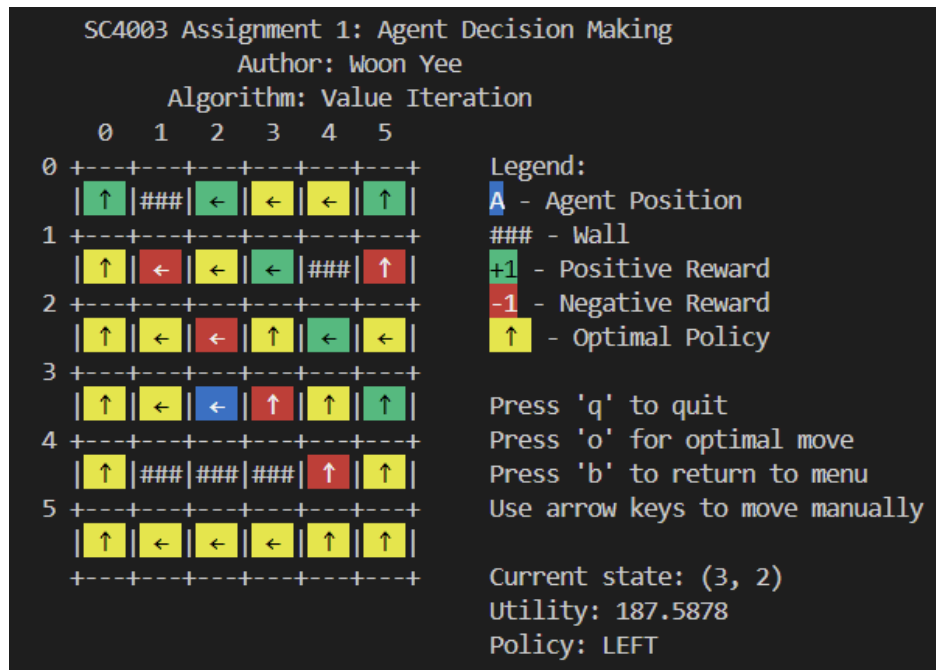 SC4003 Assignment 1: Agent Decision Making
Author: Woon Yee
Algorithm: Value Iteration
0 1 2 3 4 5
0 +---+---+---+---+---+---+ Legend:
| ↑ |###| ← | ← | ← | ↑ | A - Agent Position
1 +---+---+---+---+---+---+ ### - Wall
| ↑ | ← | ← | ← |###| ↑ | +1 - Positive Reward
2 +---+---+---+---+---+---+ -1 - Negative Reward
| ↑ | ← | ← | ↑ | ← | ← | ↑ - Optimal Policy
3 +---+---+---+---+---+---+
| ↑ | ← | ← | ↑ | ↑ | ↑ | Press 'q' to quit
4 +---+---+---+---+---+---+ Press 'o' for optimal move
| ↑ |###|###|###| ↑ | ↑ | Press 'b' to return to menu
5 +---+---+---+---+---+---+ Use arrow keys to move manually
| ↑ | ← | ← | ← | ↑ | ↑ |
+---+---+---+---+---+---+ Current state: (3, 2)
Utility: 187.5878
Policy: LEFT